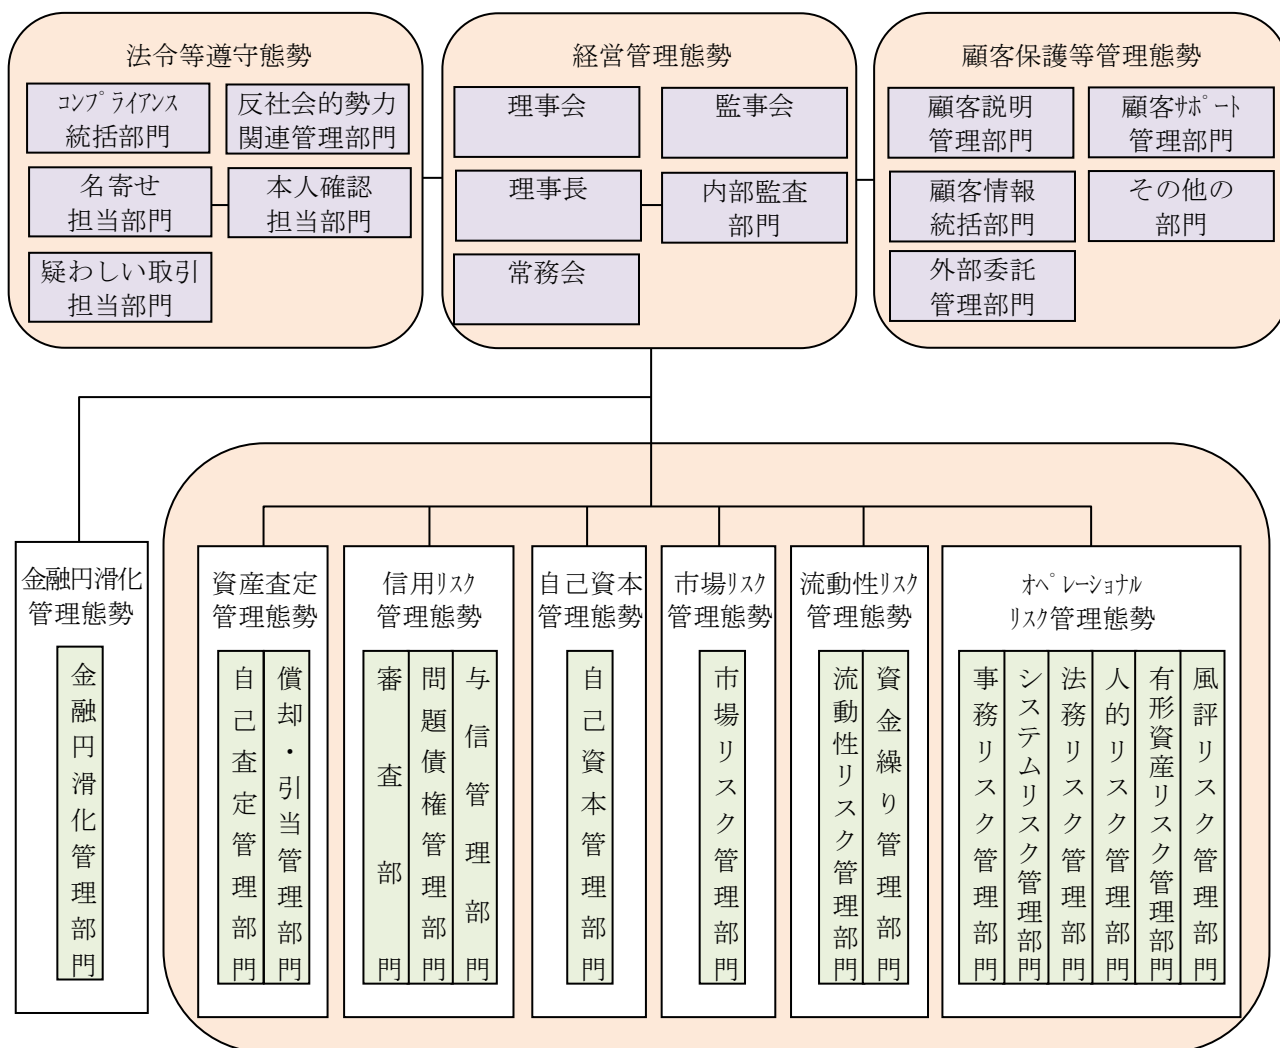 法令等遵守態勢
コンプライアンス
統括部門
反社会的勢力
関連管理部門
名寄せ
担当部門
本人確認
担当部門
疑わしい取引
担当部門
経営管理態勢
理事会
監事会
理事長
内部監査
部門
常務会
顧客保護等管理態勢
顧客説明
管理部門
顧客サポート
管理部門
顧客情報
統括部門
その他の
部門
外部委託
管理部門
金融円滑化
管理態勢
金融円滑化管理部門
資産査定
管理態勢
自己査定管理部門
償却・引当管理部門
信用リスク
管理態勢
審査部門
問題債権管理部門
与信管理部門
自己資本
管理態勢
自己資本管理部門
市場リスク
管理態勢
市場リスク管理部門
流動性リスク
管理態勢
流動性リスク管理部門
資金繰り管理部門
オペレーショナル
リスク管理態勢
事務リスク管理部門
システムリスク管理部門
法務リスク管理部門
人的リスク管理部門
有形資産リスク管理部門
風評リスク管理部門